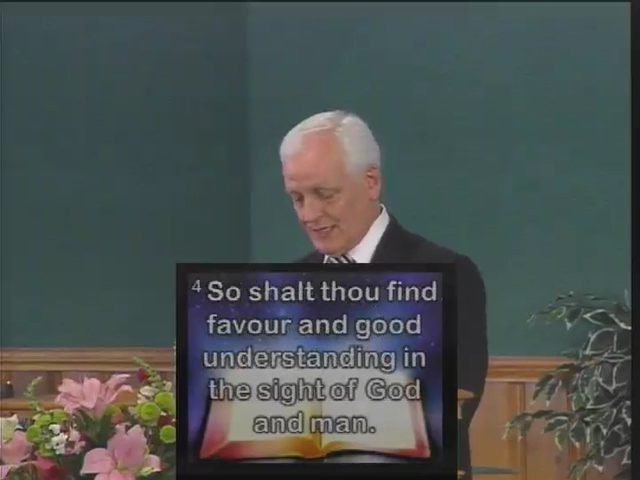 4 So shalt thou find
favour and good
understanding in
the sight of God
and man.